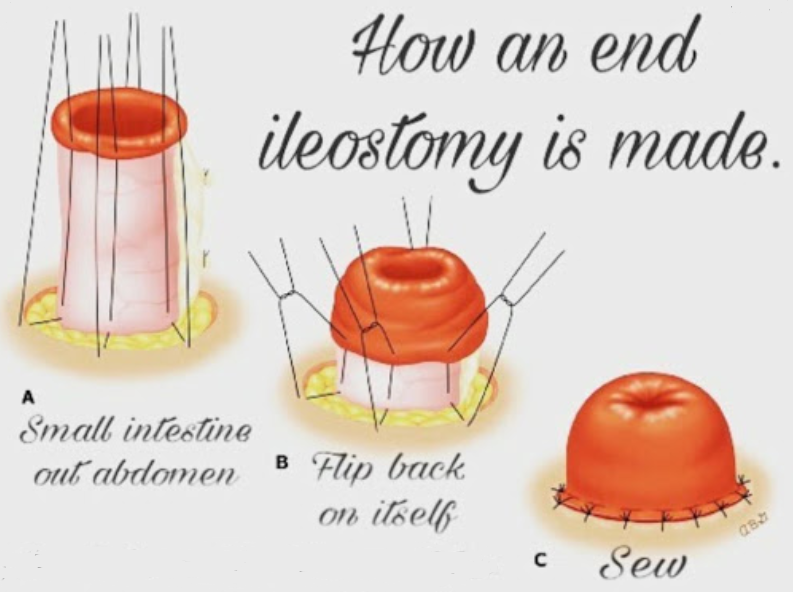 How an end
ileostomy is made.
A
Small intestine
out abdomen
B
Flip back
on itself
C
Sew